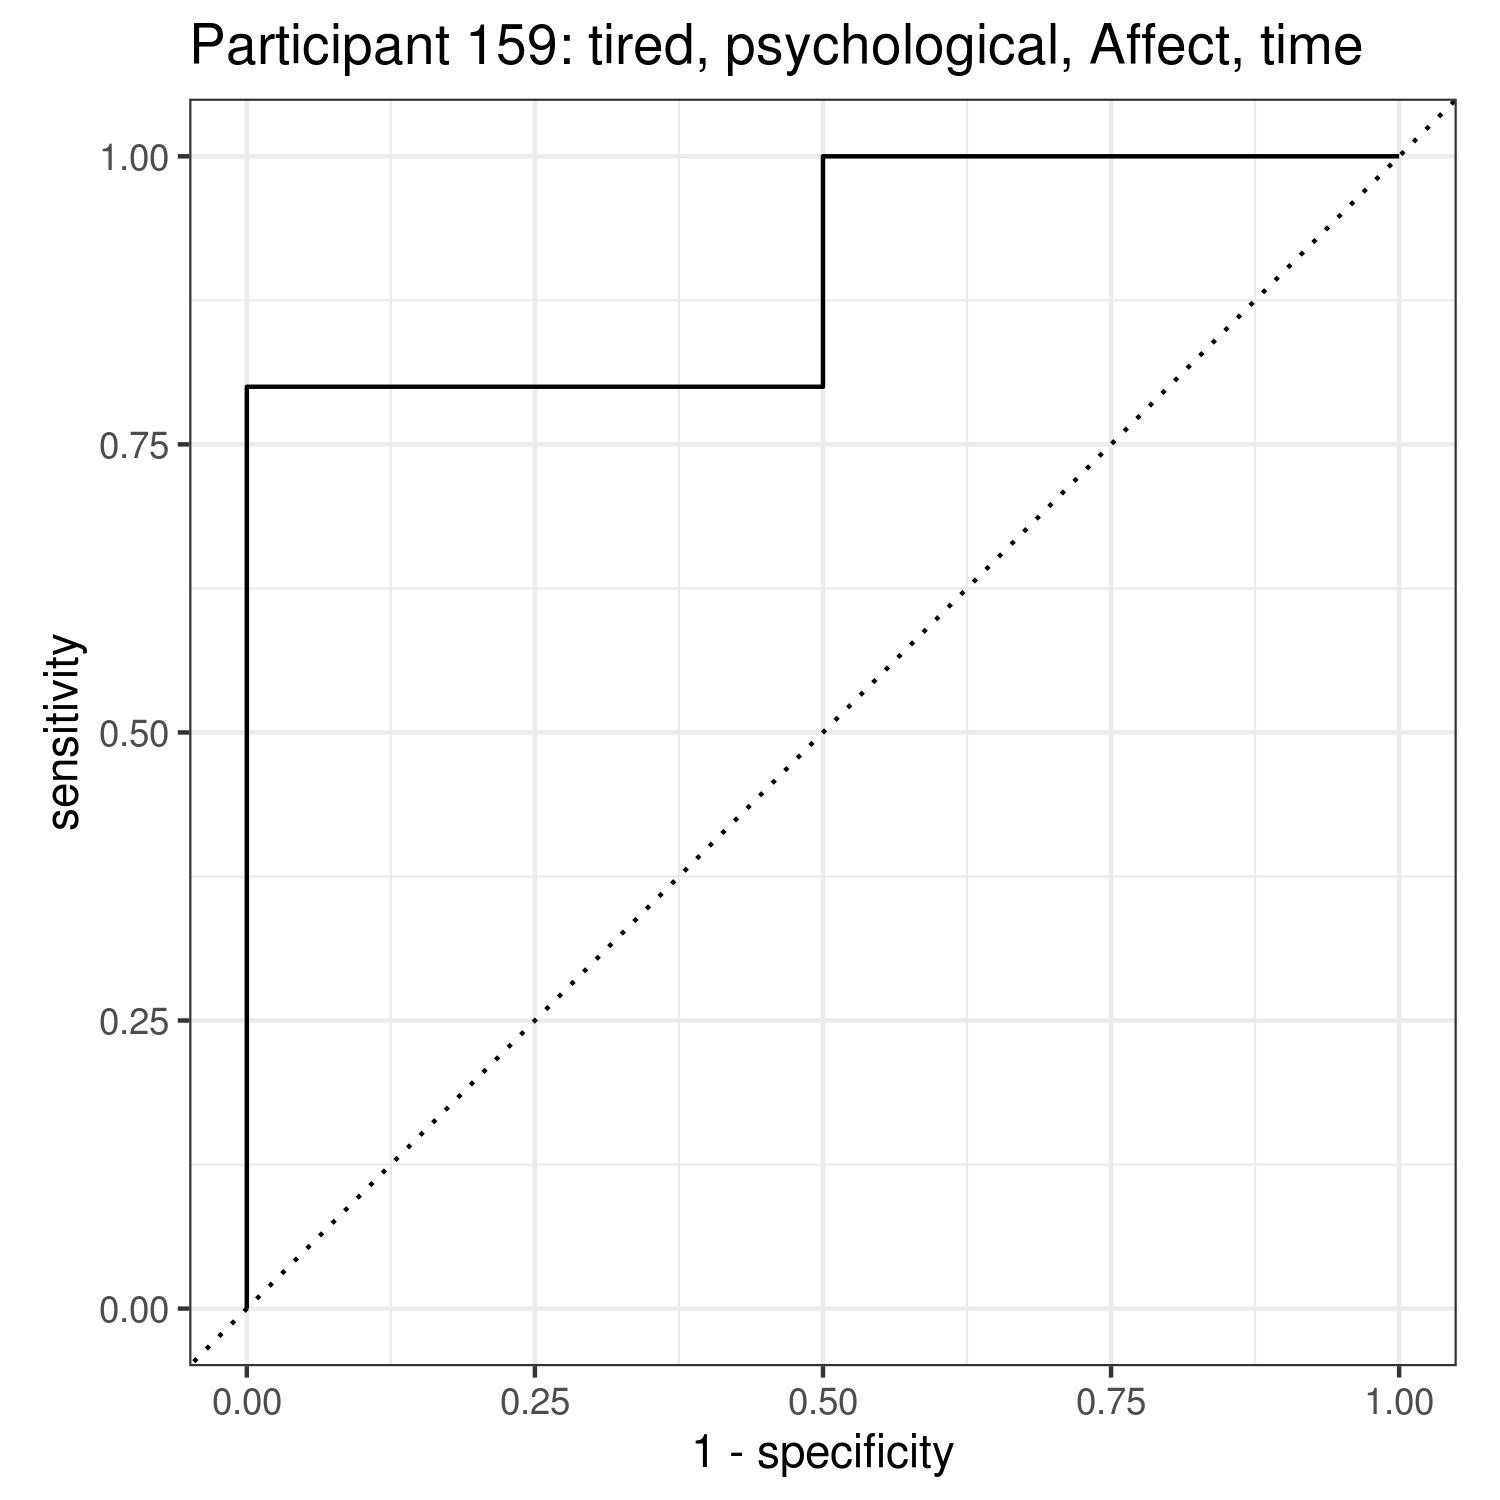 Participant 159: tired, psychological, Affect, time
1.00
0.75
0.50
0.25
0.00
sensitivity
0.00 0.25 0.50 0.75 1.00
1 - specificity